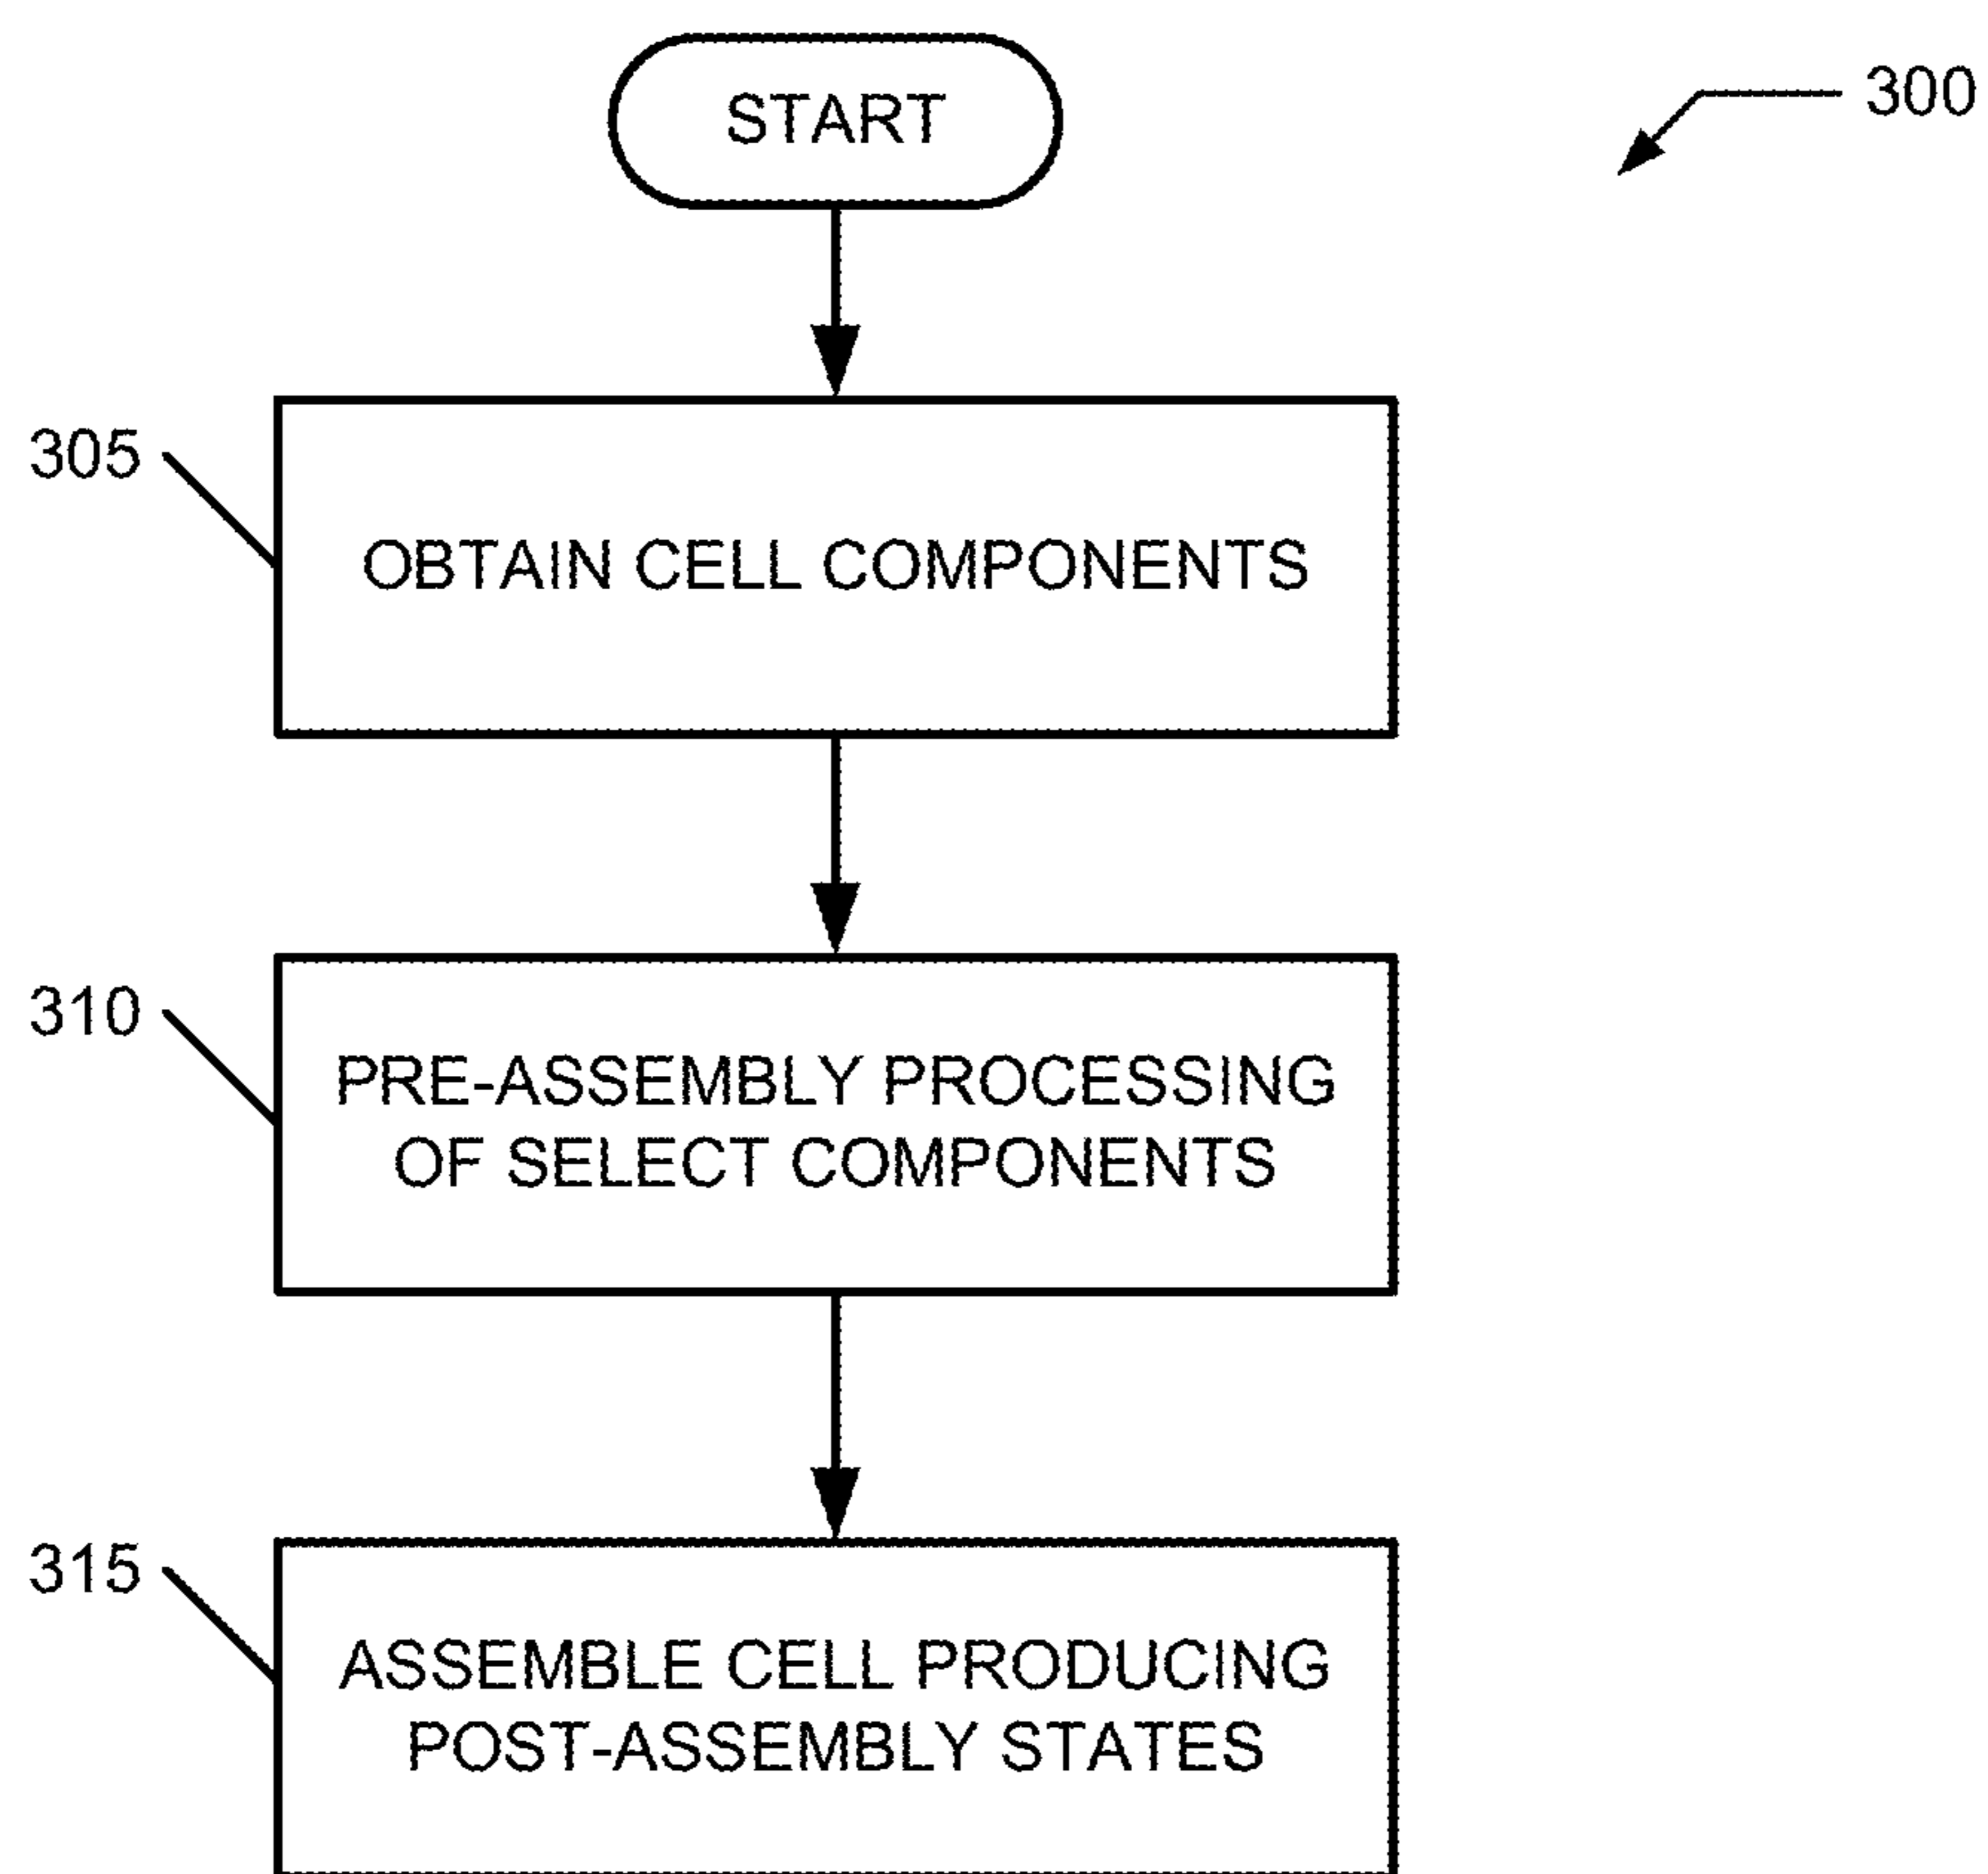 START
300
305
OBTAIN CELL COMPONENTS
310
PRE-ASSEMBLY PROCESSING
OF SELECT COMPONENTS
315
ASSEMBLE CELL PRODUCING
POST-ASSEMBLY STATES